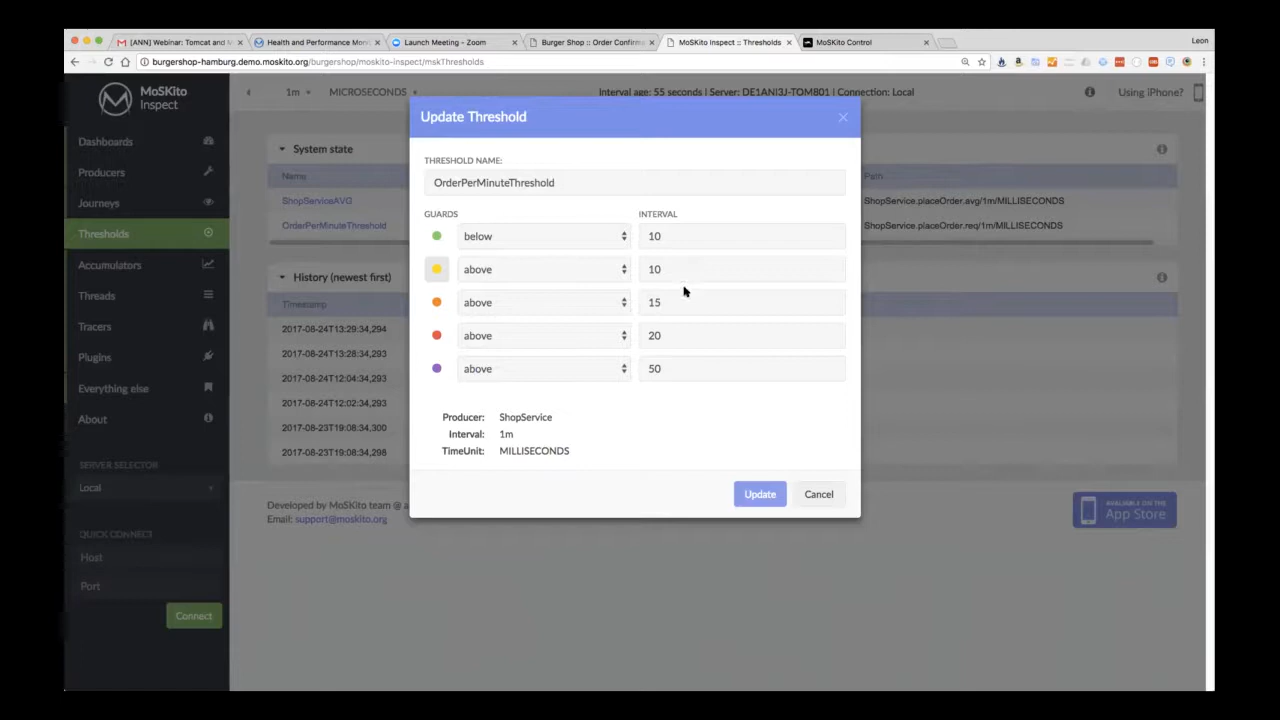 [ANN] Webinar: Tomcat and M
Health and Performance Moni
Launch Meeting - Zoom
Burger Shop :: Order Confirma
MoSKito Inspect :: Thresholds
MoSKito Control
Leon
burgershop-hamburg.demo.moskito.org/burgershop/moskito-inspect/mskThresholds
MoSKito
Inspect
1m
MICROSECONDS
Interval age: 55 seconds | Server: DE1ANI3J-TOM801 | Connection: Local
Using iPhone?
Dashboards
Producers
Journeys
Thresholds
Accumulators
Threads
Tracers
Plugins
Everything else
About
SERVER SELECTOR
Local
QUICK CONNECT
Host
Port
Connect
System state
Name
Path
ShopServiceAVG
ShopService.placeOrder.avg/1m/MILLISECONDS
OrderPerMinuteThreshold
ShopService.placeOrder.req/1m/MILLISECONDS
History (newest first)
Timestamp
2017-08-24T13:29:34,294
2017-08-24T13:28:34,293
2017-08-24T12:04:34,293
2017-08-24T12:02:34,293
2017-08-23T19:08:34,300
2017-08-23T19:08:34,298
Developed by MoSKito team @ a
Email: support@moskito.org
AVAILABLE ON THE
App Store
Update Threshold
THRESHOLD NAME:
OrderPerMinuteThreshold
GUARDS
INTERVAL
below
10
above
10
above
15
above
20
above
50
Producer: ShopService
Interval: 1m
TimeUnit: MILLISECONDS
Update
Cancel